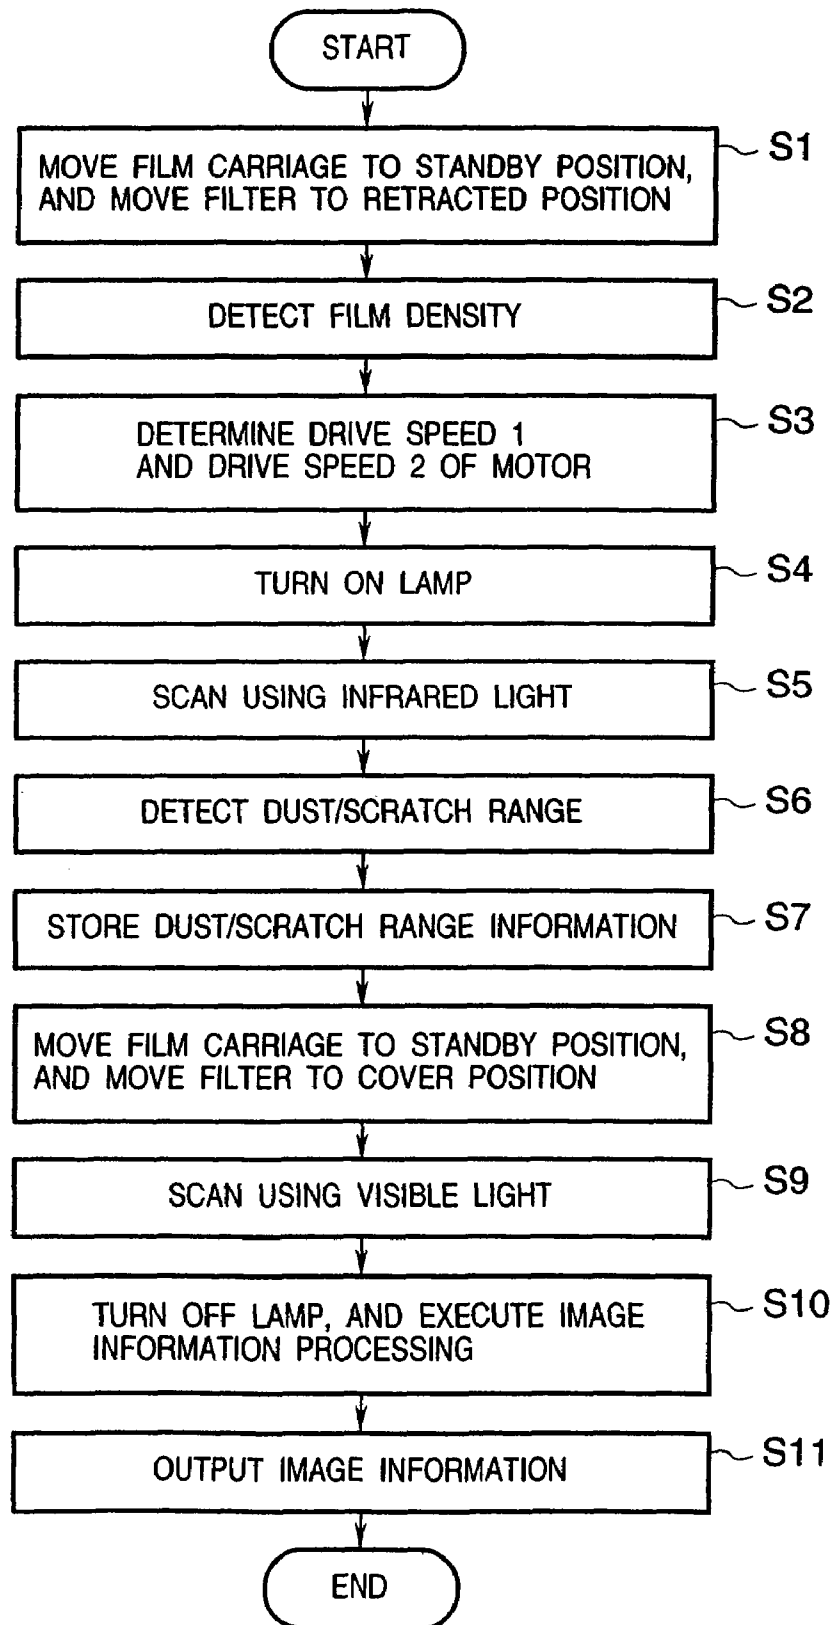 START
S1
MOVE FILM CARRIAGE TO STANDBY POSITION,
AND MOVE FILTER TO RETRACTED POSITION
S2
DETECT FILM DENSITY
S3
DETERMINE DRIVE SPEED 1
AND DRIVE SPEED 2 OF MOTOR
S4
TURN ON LAMP
S5
SCAN USING INFRARED LIGHT
S6
DETECT DUST/SCRATCH RANGE
S7
STORE DUST/SCRATCH RANGE INFORMATION
S8
MOVE FILM CARRIAGE TO STANDBY POSITION,
AND MOVE FILTER TO COVER POSITION
S9
SCAN USING VISIBLE LIGHT
S10
TURN OFF LAMP, AND EXECUTE IMAGE
INFORMATION PROCESSING
S11
OUTPUT IMAGE INFORMATION
END